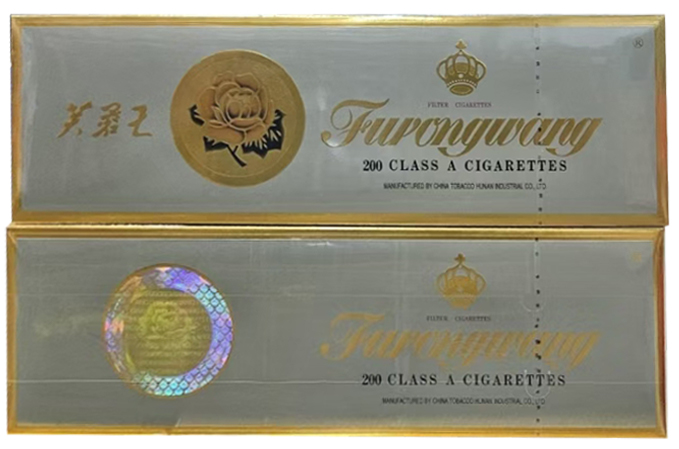 ®
FILTER CIGARETTES
芙蓉王
Furongwang
200 CLASS A CIGARETTES
MANUFACTURED BY CHINA TOBACCO HUNAN INDUSTRIAL CO., LTD
FILTER CIGARETTES
Furongwang
200 CLASS A CIGARETTES
MANUFACTURED BY CHINA TOBACCO HUNAN INDUSTRIAL CO., LTD